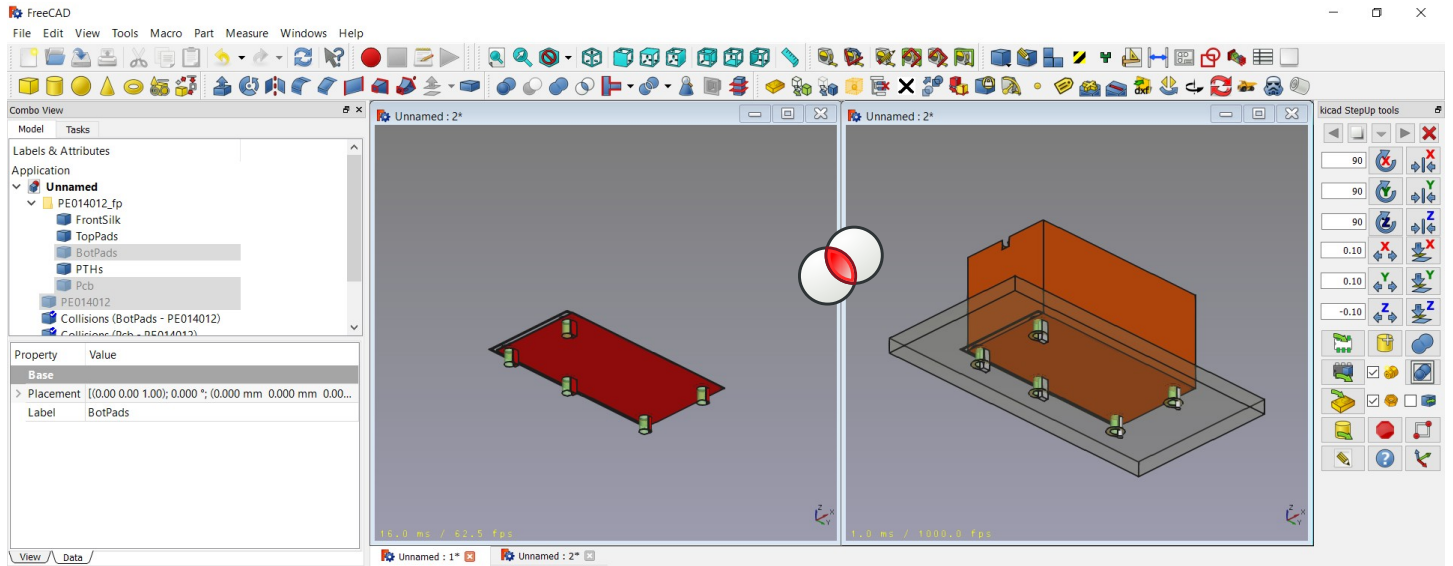 FreeCAD
File Edit View Tools Macro Part Measure Windows Help
Combo View
Model Tasks
Labels & Attributes
Application
Unnamed
PE014012_fp
FrontSilk
TopPads
BotPads
PTHs
Pcb
PE014012
Collisions (BotPads - PE014012)
Collisions (Pcb - PE014012)
Property Value
Base
Placement [(0.00 0.00 1.00); 0.000 °; (0.000 mm 0.000 mm 0.00...
Label BotPads
View Data
Unnamed : 2*
16.0 ms / 62.5 fps
Z X Y
Unnamed : 2*
1.0 ms / 1000.0 fps
Z X Y
Unnamed : 1* Unnamed : 2*
kicad StepUp tools
90 X X
90 Y Y
90 Z Z
0.10 X X
0.10 Y Y
-0.10 Z Z